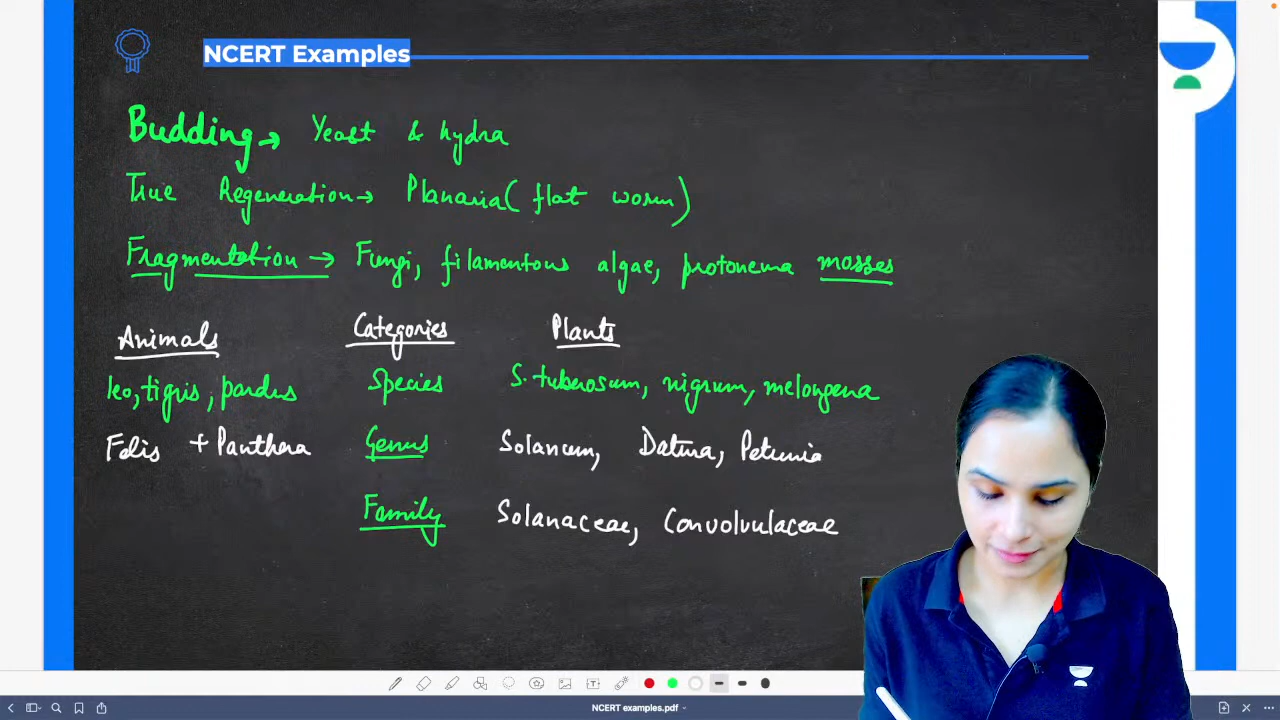 NCERT Examples
Budding → Yeast & hydra
True Regeneration → Planaria (flat worm)
Fragmentation → Fungi, filamentous algae, protonema mosses
Animals Categories Plants
leo, tigris, pardus Species S. tuberosum, nigrum, melongena
Felis + Panthera Genus Solanum, Datura, Petunia
Family Solanaceae, Convolvulaceae
NCERT examples.pdf